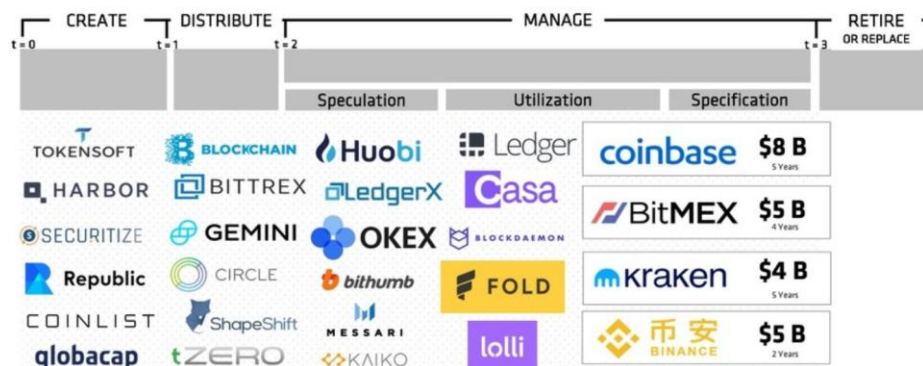 CREATE
DISTRIBUTE
MANAGE
RETIRE
OR REPLACE
t=0
t=1
t=2
t=3
Speculation
Utilization
Specification
TOKENSOFT
HARBOR
SECURITIZE
Republic
COINLIST
globacap
BLOCKCHAIN
BITTREX
GEMINI
CIRCLE
ShapeShift
tZERO
Huobi
LedgerX
OKEX
bithumb
MESSARI
KAIKO
Ledger
Casa
BLOCKDAEMON
FOLD
lolli
coinbase
$8 B
5 Years
BitMEX
$5 B
4 Years
kraken
$4 B
5 Years
币安
BINANCE
$5 B
2 Years